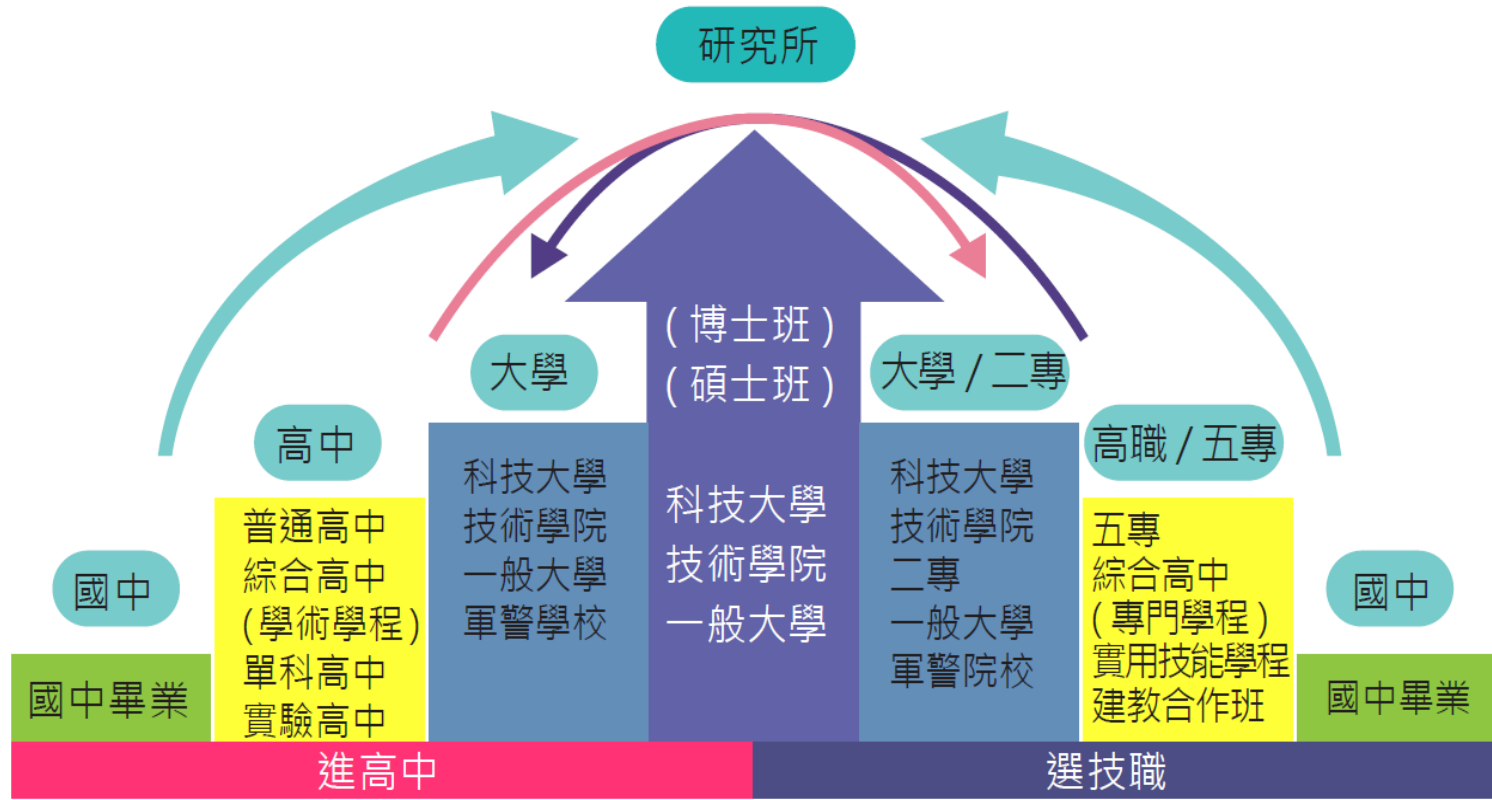 研究所
大學
(博士班)
(碩士班)
大學/二專
高中
高職/五專
國中
國中
國中畢業
普通高中
綜合高中
(學術學程)
單科高中
實驗高中
科技大學
技術學院
一般大學
軍警學校
科技大學
技術學院
一般大學
科技大學
技術學院
二專
一般大學
軍警院校
五專
綜合高中
(專門學程)
實用技能學程
建教合作班
國中畢業
進高中
選技職